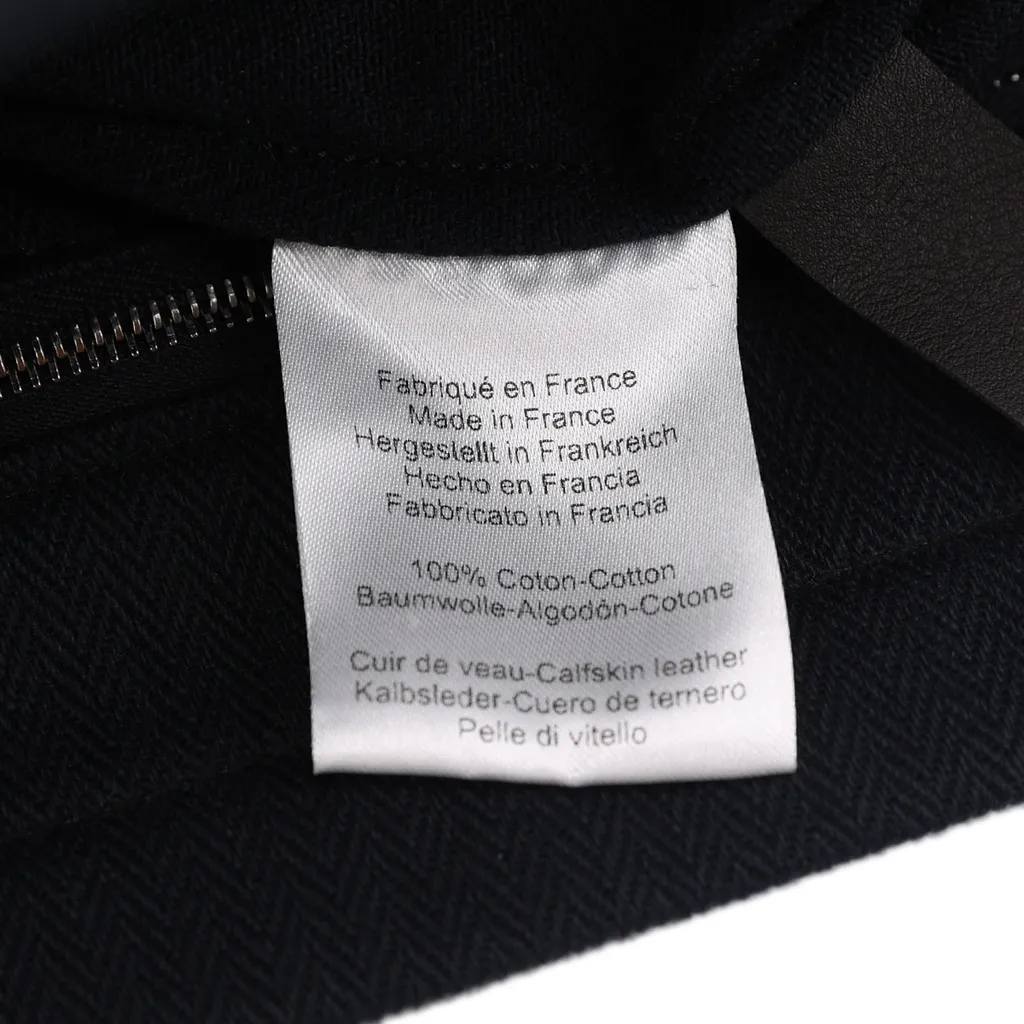 Fabriqué en France
Made in France
Hergestellt in Frankreich
Hecho en Francia
Fabbricato in Francia
100% Coton-Cotton
Baumwolle-Algodón-Cotone
Cuir de veau-Calfskin leather
Kalbsleder-Cuero de ternero
Pelle di vitello